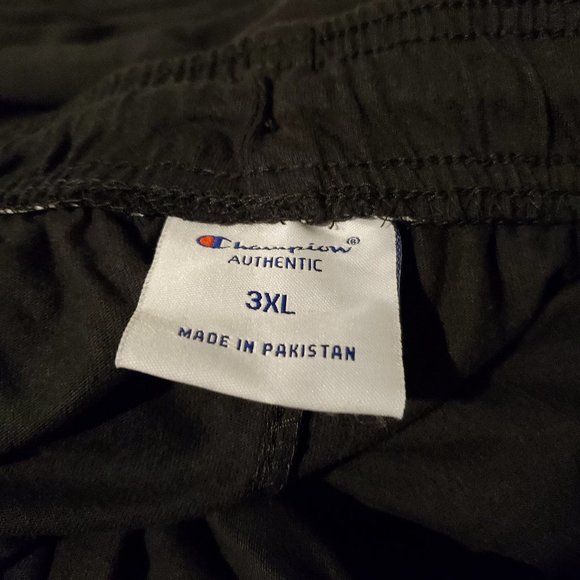 Champion®
AUTHENTIC
3XL
MADE IN PAKISTAN